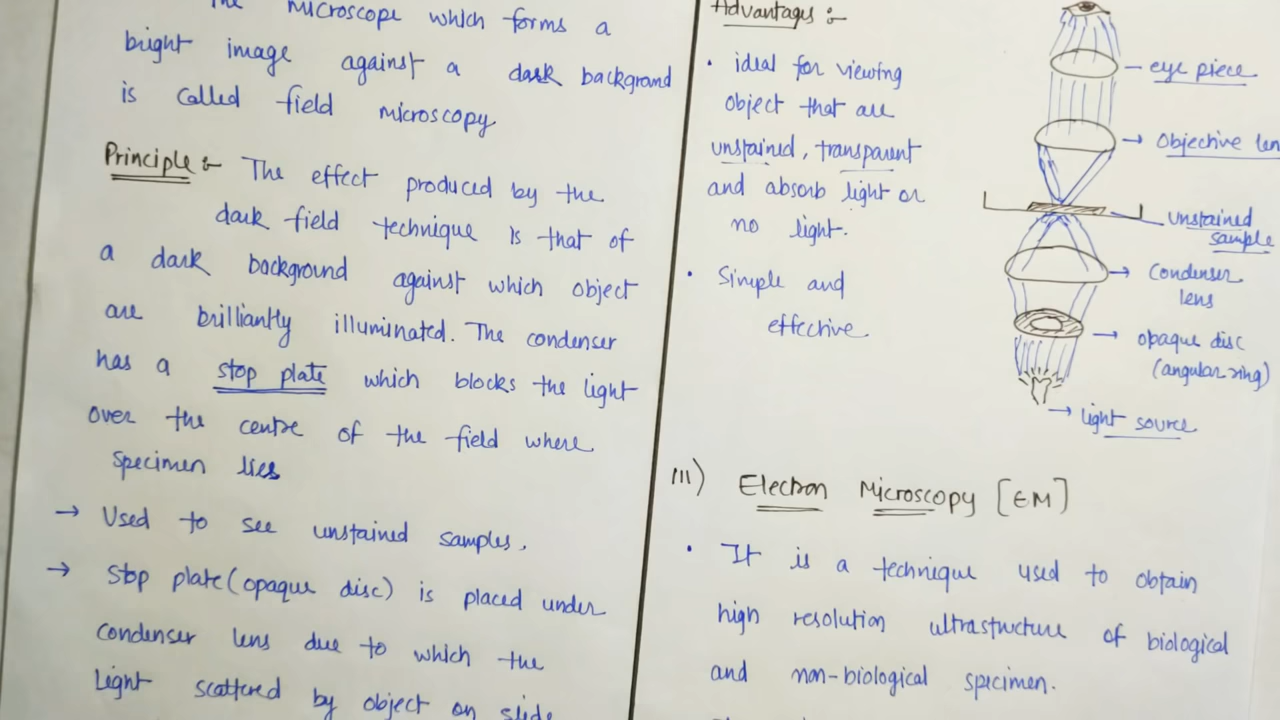 The microscope which forms a
bright image against a dark background
is called field microscopy
Principle :- The effect produced by the
dark field technique is that of
a dark background against which object
are brilliantly illuminated. The condenser
has a stop plate which blocks the light
over the centre of the field where
specimen lies
→ Used to see unstained samples.
→ Stop plate (opaque disc) is placed under
condenser lens due to which the
light scattered by object on slide
Advantages :-
• ideal for viewing
object that are
unstained, transparent
and absorb light or
no light.
• Simple and
effective
eye piece
Objective len
unstained
sample
Condenser
lens
opaque disc
(angular ring)
light source
III) Electron Microscopy [EM]
• It is a technique used to obtain
high resolution ultrastucture of biological
and non-biological specimen.